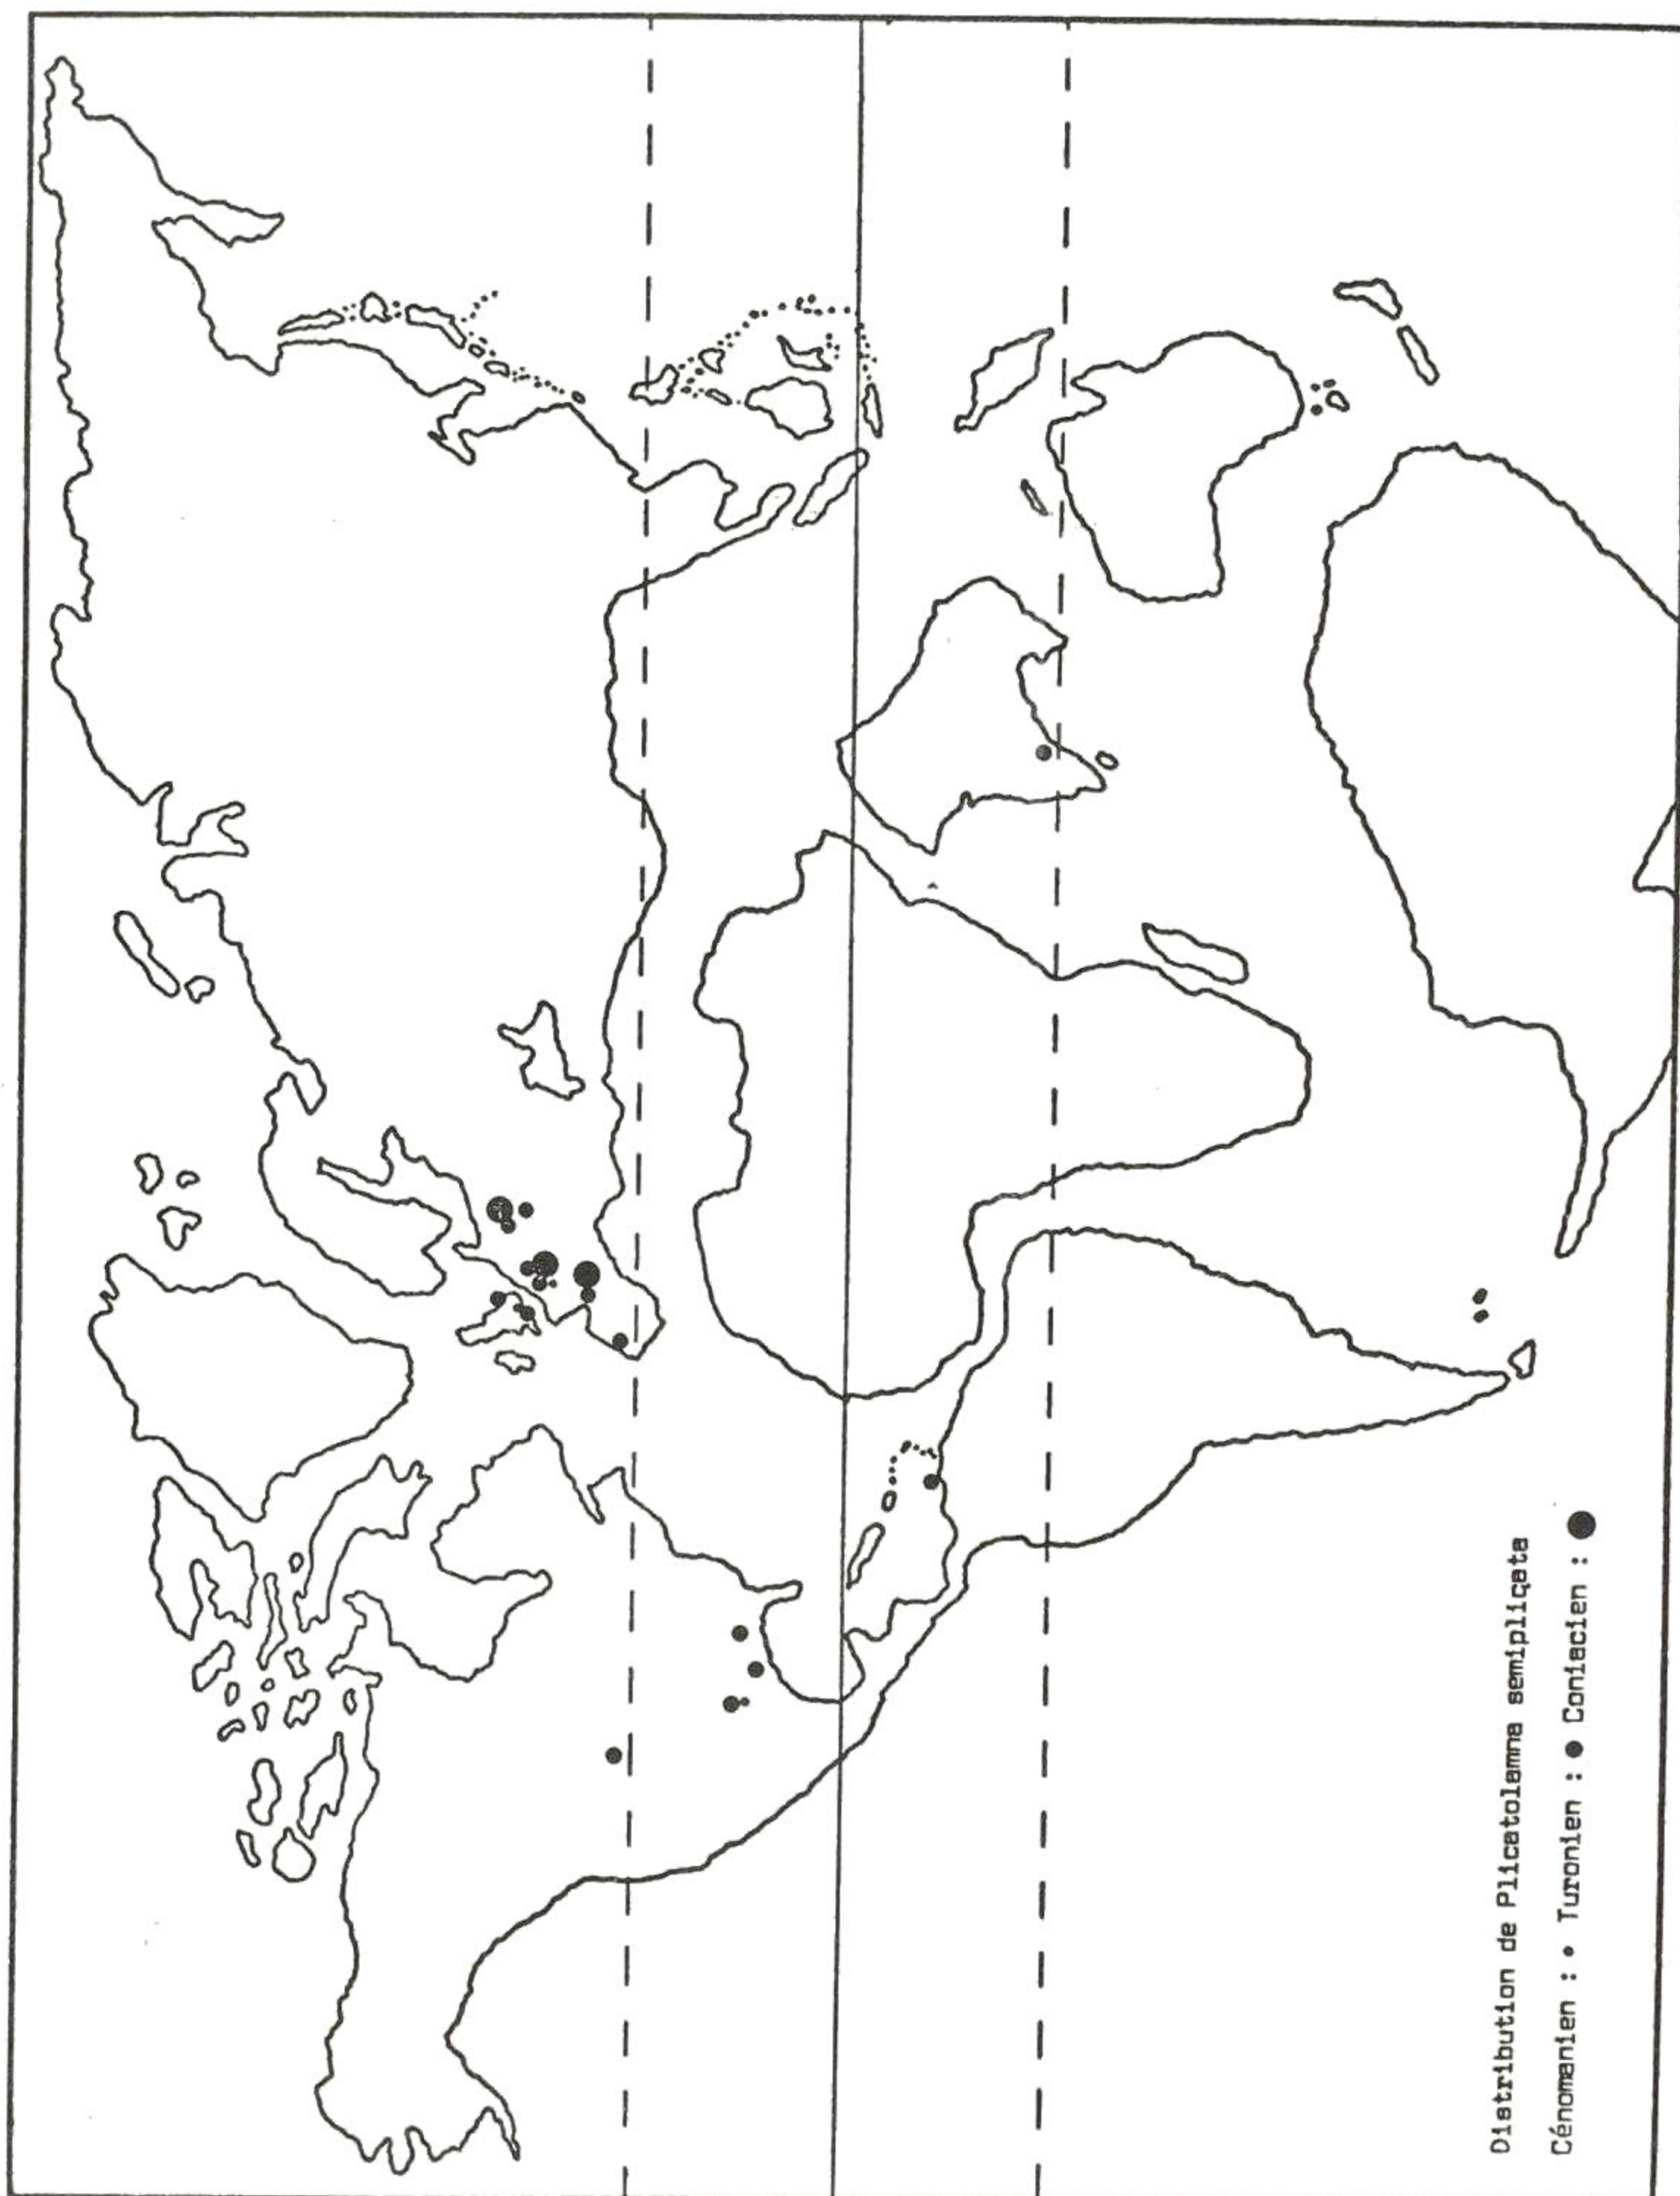 Distribution de Plicatolamna semiplicata
Cénomanien : • Turonien : ● Coniacien : ●